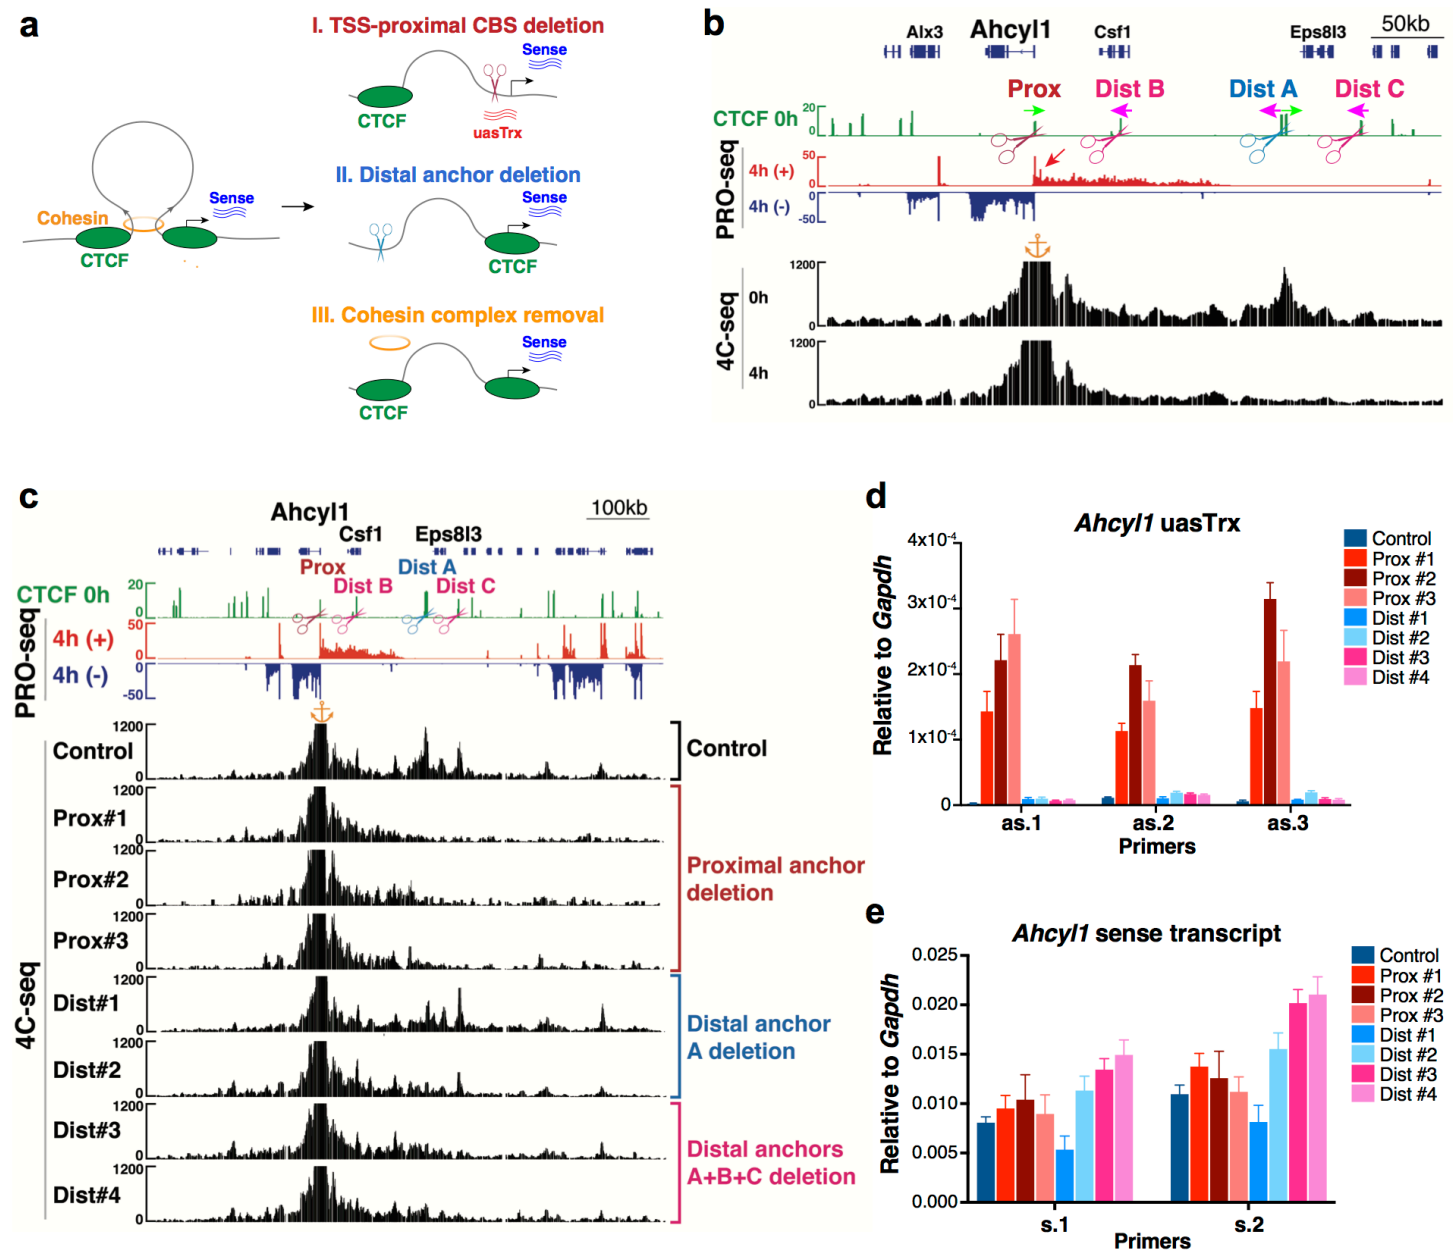 a
I. TSS-proximal CBS deletion
Sense
CTCF
uasTrx
II. Distal anchor deletion
Sense
CTCF
III. Cohesin complex removal
Sense
CTCF
Cohesin
Sense
CTCF
b
Alx3
Ahcyl1
Csf1
Eps8l3
50kb
Prox
Dist B
Dist A
Dist C
CTCF 0h
20
0
PRO-seq
4h (+)
50
0
4h (-)
0
-50
4C-seq
1200
0h
0
1200
4h
0
c
Ahcyl1
Csf1
Eps8l3
100kb
Prox
Dist B
Dist A
Dist C
CTCF 0h
20
0
PRO-seq
4h (+)
50
0
4h (-)
0
-50
4C-seq
Control
1200
0
Control
Prox#1
1200
0
Prox#2
1200
0
Prox#3
1200
0
Proximal anchor
deletion
Dist#1
1200
0
Dist#2
1200
0
Distal anchor
A deletion
Dist#3
1200
0
Dist#4
1200
0
Distal anchors
A+B+C deletion
d
Ahcyl1 uasTrx
Relative to Gapdh
4x10⁻⁴
3x10⁻⁴
2x10⁻⁴
1x10⁻⁴
0
as.1
as.2
as.3
Primers
Control
Prox #1
Prox #2
Prox #3
Dist #1
Dist #2
Dist #3
Dist #4
e
Ahcyl1 sense transcript
Relative to Gapdh
0.025
0.020
0.015
0.010
0.005
0.000
s.1
s.2
Primers
Control
Prox #1
Prox #2
Prox #3
Dist #1
Dist #2
Dist #3
Dist #4